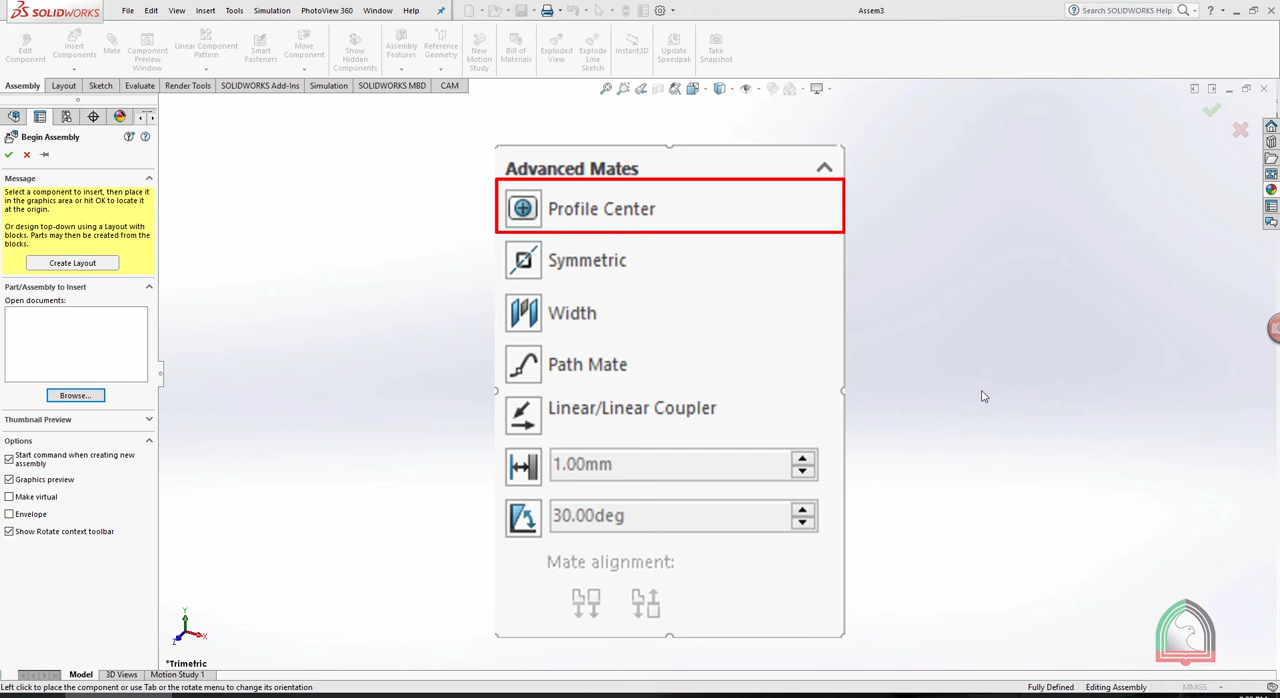 SOLIDWORKS
File
Edit
View
Insert
Tools
Simulation
PhotoView 360
Window
Help
Assem3
Search SOLIDWORKS Help
Edit
Component
Insert
Components
Mate
Component
Preview
Window
Linear Component
Pattern
Smart
Fasteners
Move
Component
Show
Hidden
Components
Assembly
Features
Reference
Geometry
New
Motion
Study
Bill of
Materials
Exploded
View
Explode
Line
Sketch
Instant3D
Update
Speedpak
Take
Snapshot
Assembly
Layout
Sketch
Evaluate
Render Tools
SOLIDWORKS Add-Ins
Simulation
SOLIDWORKS MBD
CAM
Begin Assembly
Message
Select a component to insert, then place it
in the graphics area or hit OK to locate it
at the origin.
Or design top-down using a Layout with
blocks. Parts may then be created from the
blocks.
Create Layout
Part/Assembly to Insert
Open documents:
Browse...
Thumbnail Preview
Options
Start command when creating new
assembly
Graphics preview
Make virtual
Envelope
Show Rotate context toolbar
Advanced Mates
Profile Center
Symmetric
Width
Path Mate
Linear/Linear Coupler
1.00mm
30.00deg
Mate alignment:
Y
X
Z
*Trimetric
Model
3D Views
Motion Study 1
Left click to place the component or use Tab or the rotate menu to change its orientation
Fully Defined
Editing Assembly
MMGS